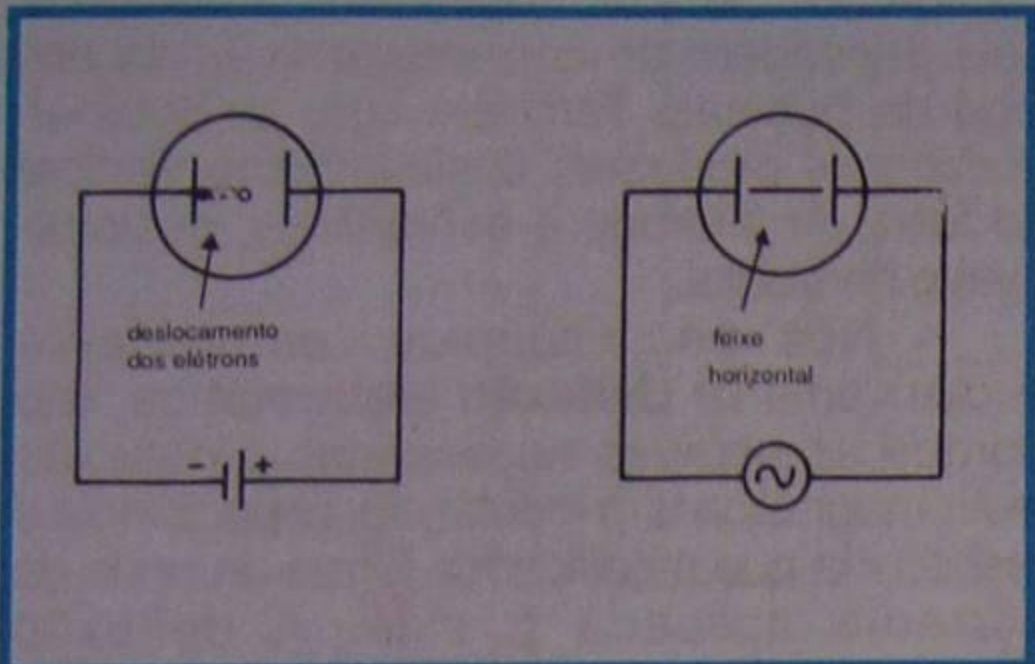 deslocamento
dos elétrons
- +
feixe
horizontal